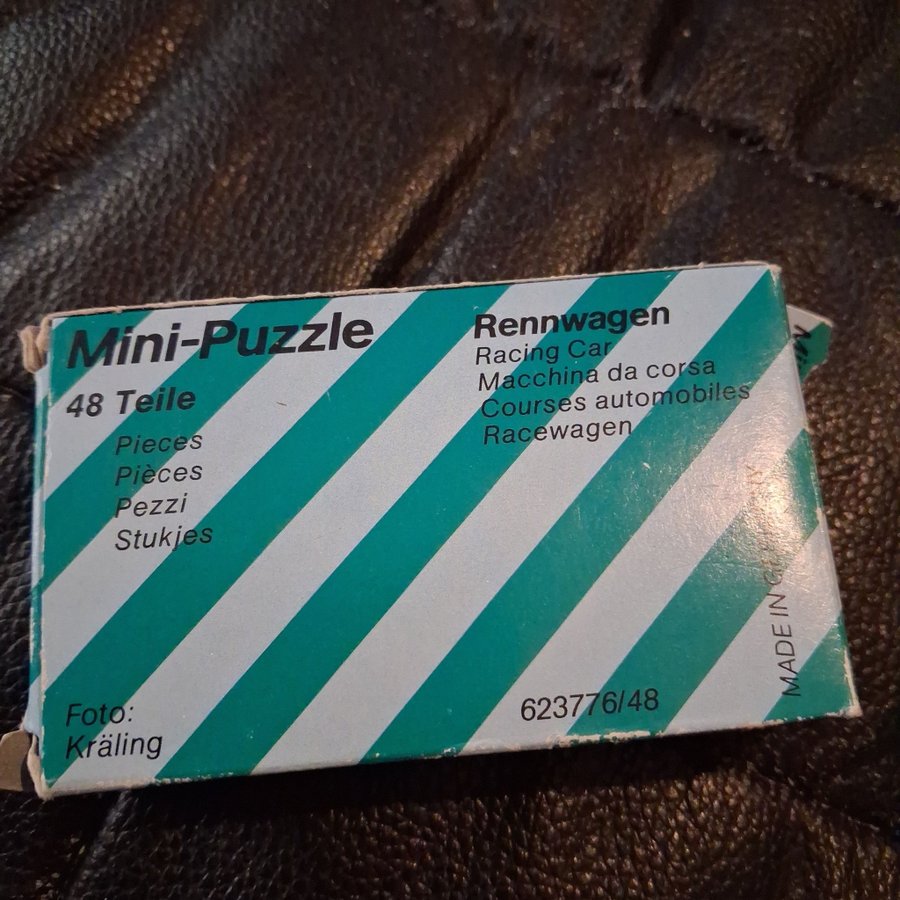 Mini-Puzzle
48 Teile
Pieces
Pièces
Pezzi
Stukjes
Rennwagen
Racing Car
Macchina da corsa
Courses automobiles
Racewagen
Foto:
Kräling
623776/48
MADE IN